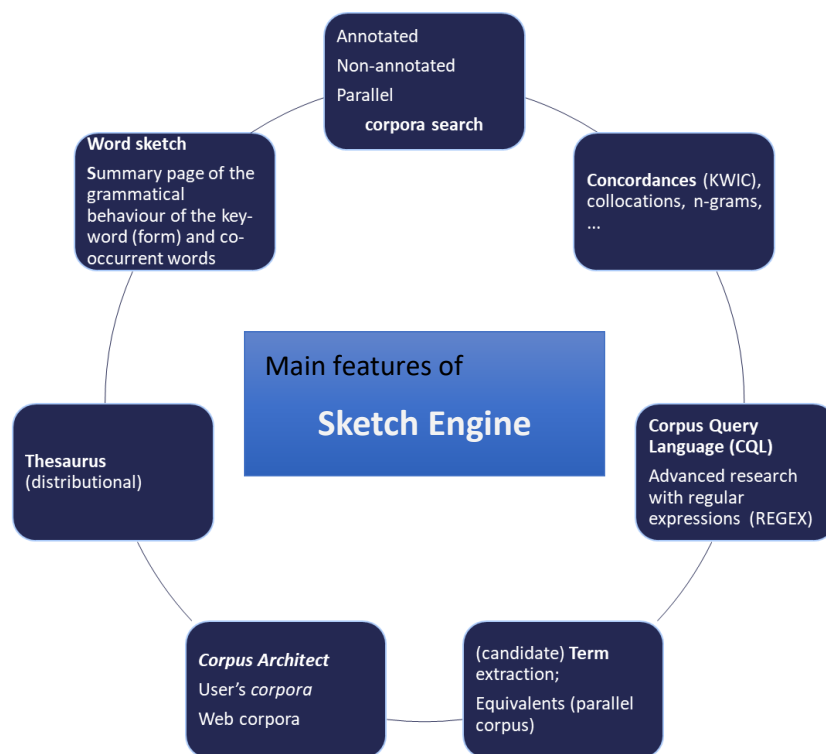 Annotated
Non-annotated
Parallel
corpora search
Word sketch
Summary page of the
grammatical
behaviour of the key-
word (form) and co-
occurrent words
Concordances (KWIC),
collocations, n-grams,
...
Main features of
Sketch Engine
Thesaurus
(distributional)
Corpus Query
Language (CQL)
Advanced research
with regular
expressions (REGEX)
Corpus Architect
User's corpora
Web corpora
(candidate) Term
extraction;
Equivalents (parallel
corpus)